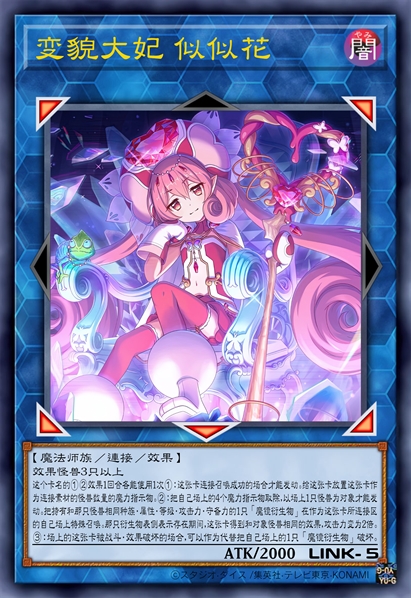 变貌大妃 似似花
やみ
闇
【魔法师族／連接／效果】
效果怪兽3只以上
这个卡名的①②效果1回合各能使用1次①：这张卡连接召唤成功的场合才能发动。给这张卡放置这张卡作
为连接素材的怪兽数量的魔力指示物。②：把自己场上的4个魔力指示物取除，以场上1只怪兽为对象才能发
动。把持有和那只怪兽相同种族·属性·等级·攻击力·守备力的1只「魔镜衍生物」在作为这张卡所连接区
的自己场上特殊召唤。那只衍生物表侧表示存在期间，这张卡得到和对象怪兽相同的效果，攻击力变为2倍。
③：场上的这张卡被战斗·效果破坏的场合，可以作为代替把自己场上的1只「魔镜衍生物」破坏。
ATK/2000 LINK-5
©スタジオ·ダイス /集英社·テレビ東京·KONAMI